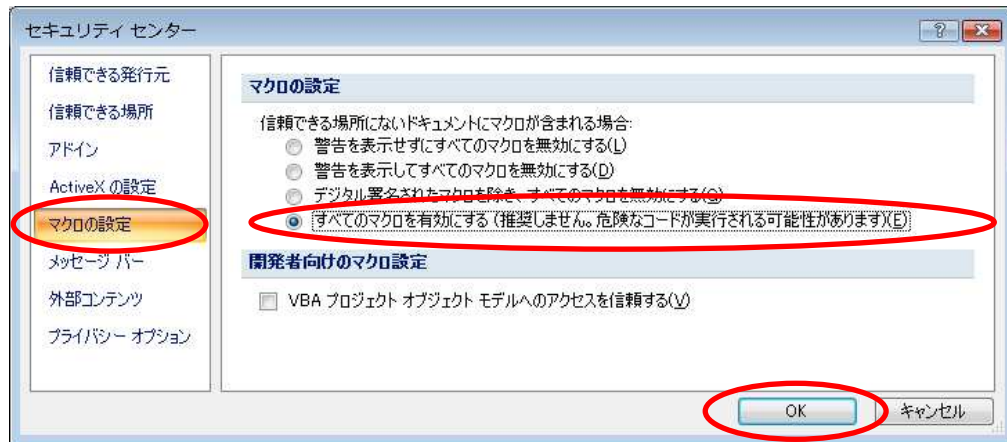 セキュリティ センター
信頼できる発行元
信頼できる場所
アドイン
ActiveX の設定
マクロの設定
メッセージ バー
外部コンテンツ
プライバシー オプション
マクロの設定
信頼できる場所にないドキュメントにマクロが含まれる場合:
警告を表示せずにすべてのマクロを無効にする(L)
警告を表示してすべてのマクロを無効にする(D)
デジタル署名されたマクロを除き、すべてのマクロを無効にする(G)
すべてのマクロを有効にする (推奨しません。危険なコードが実行される可能性があります)(E)
開発者向けのマクロ設定
VBA プロジェクト オブジェクト モデルへのアクセスを信頼する(V)
OK
キャンセル